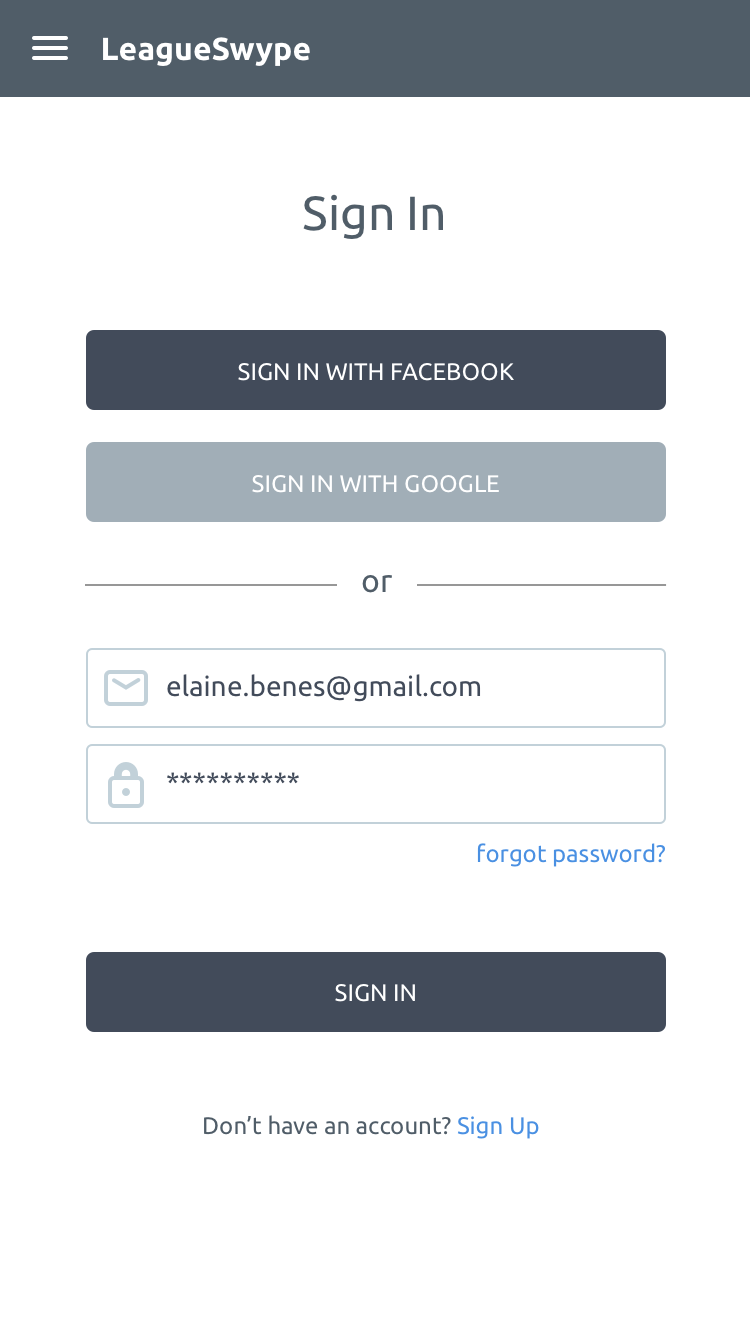 LeagueSwype
Sign In
SIGN IN WITH FACEBOOK
SIGN IN WITH GOOGLE
or
elaine.benes@gmail.com
**********
forgot password?
SIGN IN
Don’t have an account? Sign Up